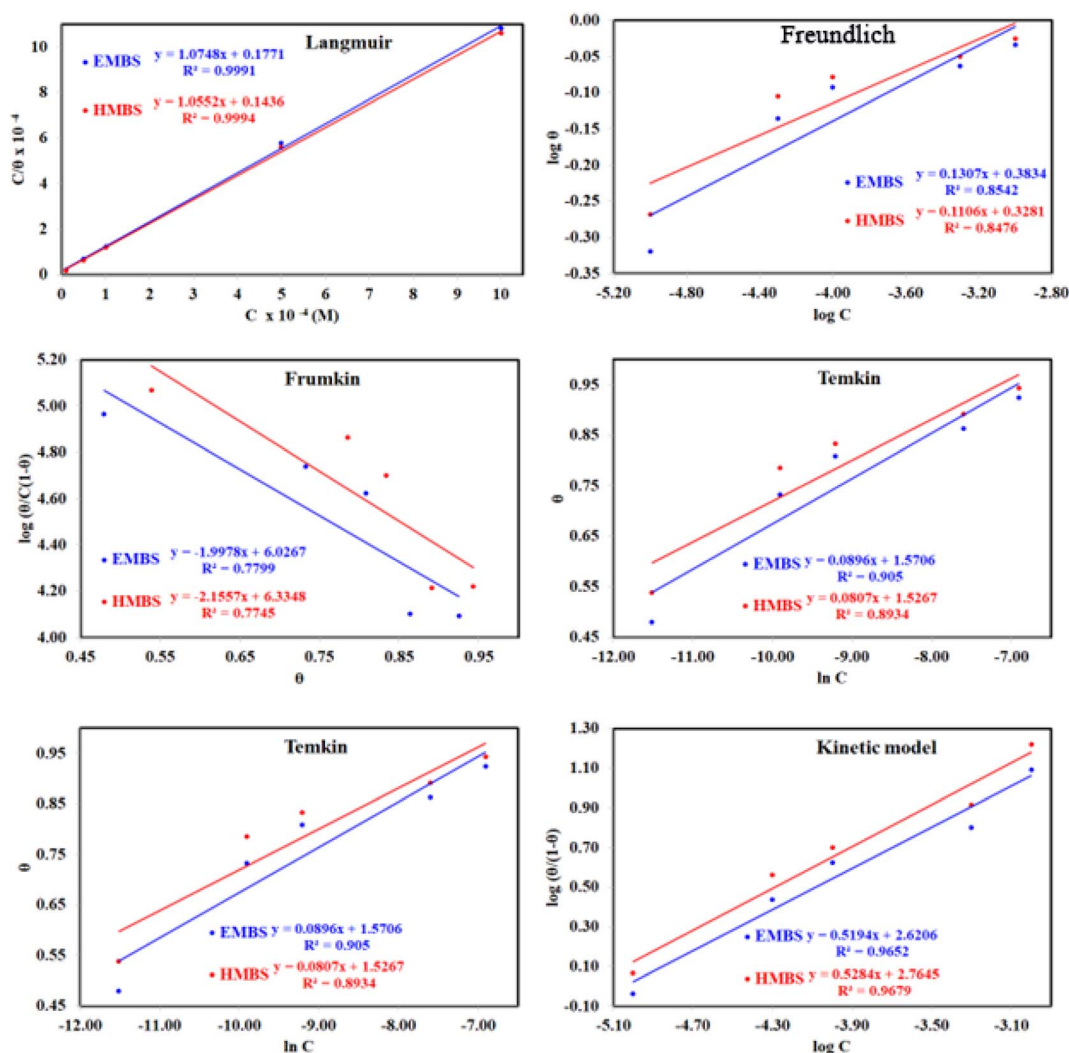 Langmuir
EMBS y = 1.0748x + 0.1771
R² = 0.9991
HMBS y = 1.0552x + 0.1436
R² = 0.9994
C/θ x 10⁻⁴
10
8
6
4
2
0
0 1 2 3 4 5 6 7 8 9 10
C x 10⁻⁴ (M)
Freundlich
EMBS y = 0.1307x + 0.3834
R² = 0.8542
HMBS y = 0.1106x + 0.3281
R² = 0.8476
log θ
0.00
-0.05
-0.10
-0.15
-0.20
-0.25
-0.30
-0.35
-5.20 -4.80 -4.40 -4.00 -3.60 -3.20 -2.80
log C
Frumkin
EMBS y = -1.9978x + 6.0267
R² = 0.7799
HMBS y = -2.1557x + 6.3348
R² = 0.7745
log (θ/C(1-θ)
5.20
5.00
4.80
4.60
4.40
4.20
4.00
0.45 0.55 0.65 0.75 0.85 0.95
θ
Temkin
EMBS y = 0.0896x + 1.5706
R² = 0.905
HMBS y = 0.0807x + 1.5267
R² = 0.8934
θ
0.95
0.85
0.75
0.65
0.55
0.45
-12.00 -11.00 -10.00 -9.00 -8.00 -7.00
ln C
Temkin
EMBS y = 0.0896x + 1.5706
R² = 0.905
HMBS y = 0.0807x + 1.5267
R² = 0.8934
θ
0.95
0.85
0.75
0.65
0.55
0.45
-12.00 -11.00 -10.00 -9.00 -8.00 -7.00
ln C
Kinetic model
EMBS y = 0.5194x + 2.6206
R² = 0.9652
HMBS y = 0.5284x + 2.7645
R² = 0.9679
log (θ/(1-θ)
1.30
1.10
0.90
0.70
0.50
0.30
0.10
-0.10
-5.10 -4.70 -4.30 -3.90 -3.50 -3.10
log C